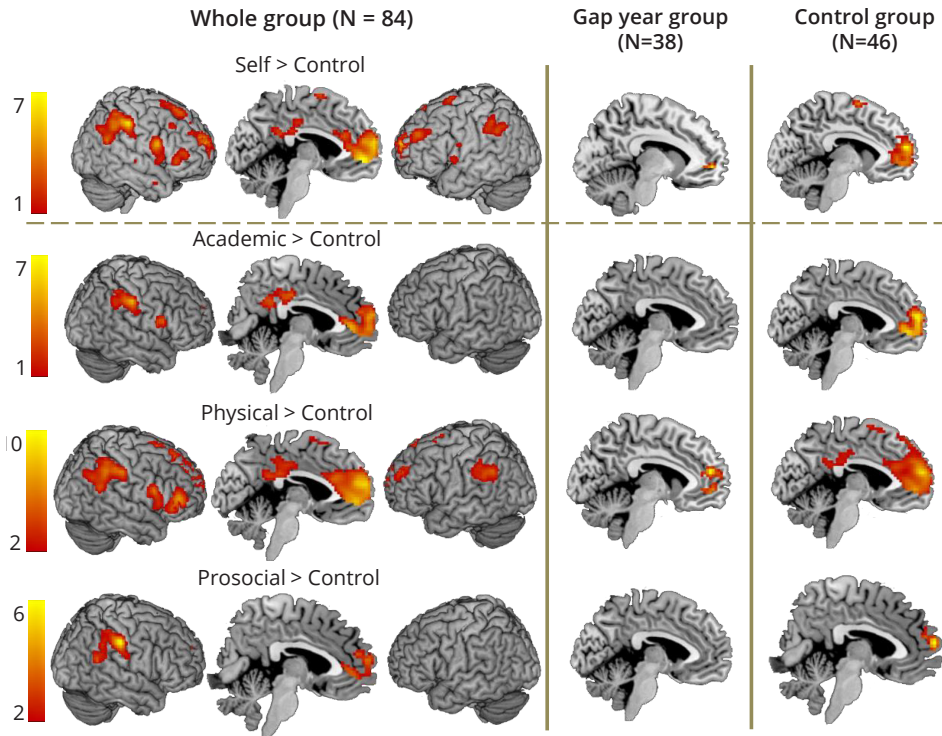 Whole group (N = 84)
Gap year group
(N=38)
Control group
(N=46)
Self > Control
7
1
Academic > Control
7
1
Physical > Control
0
2
Prosocial > Control
6
2